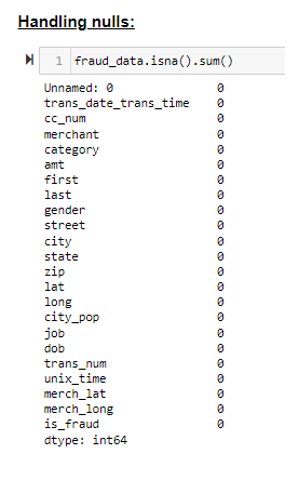 Handling nulls:
1 fraud_data.isna().sum()
Unnamed: 0 0
trans_date_trans_time 0
cc_num 0
merchant 0
category 0
amt 0
first 0
last 0
gender 0
street 0
city 0
state 0
zip 0
lat 0
long 0
city_pop 0
job 0
dob 0
trans_num 0
unix_time 0
merch_lat 0
merch_long 0
is_fraud 0
dtype: int64